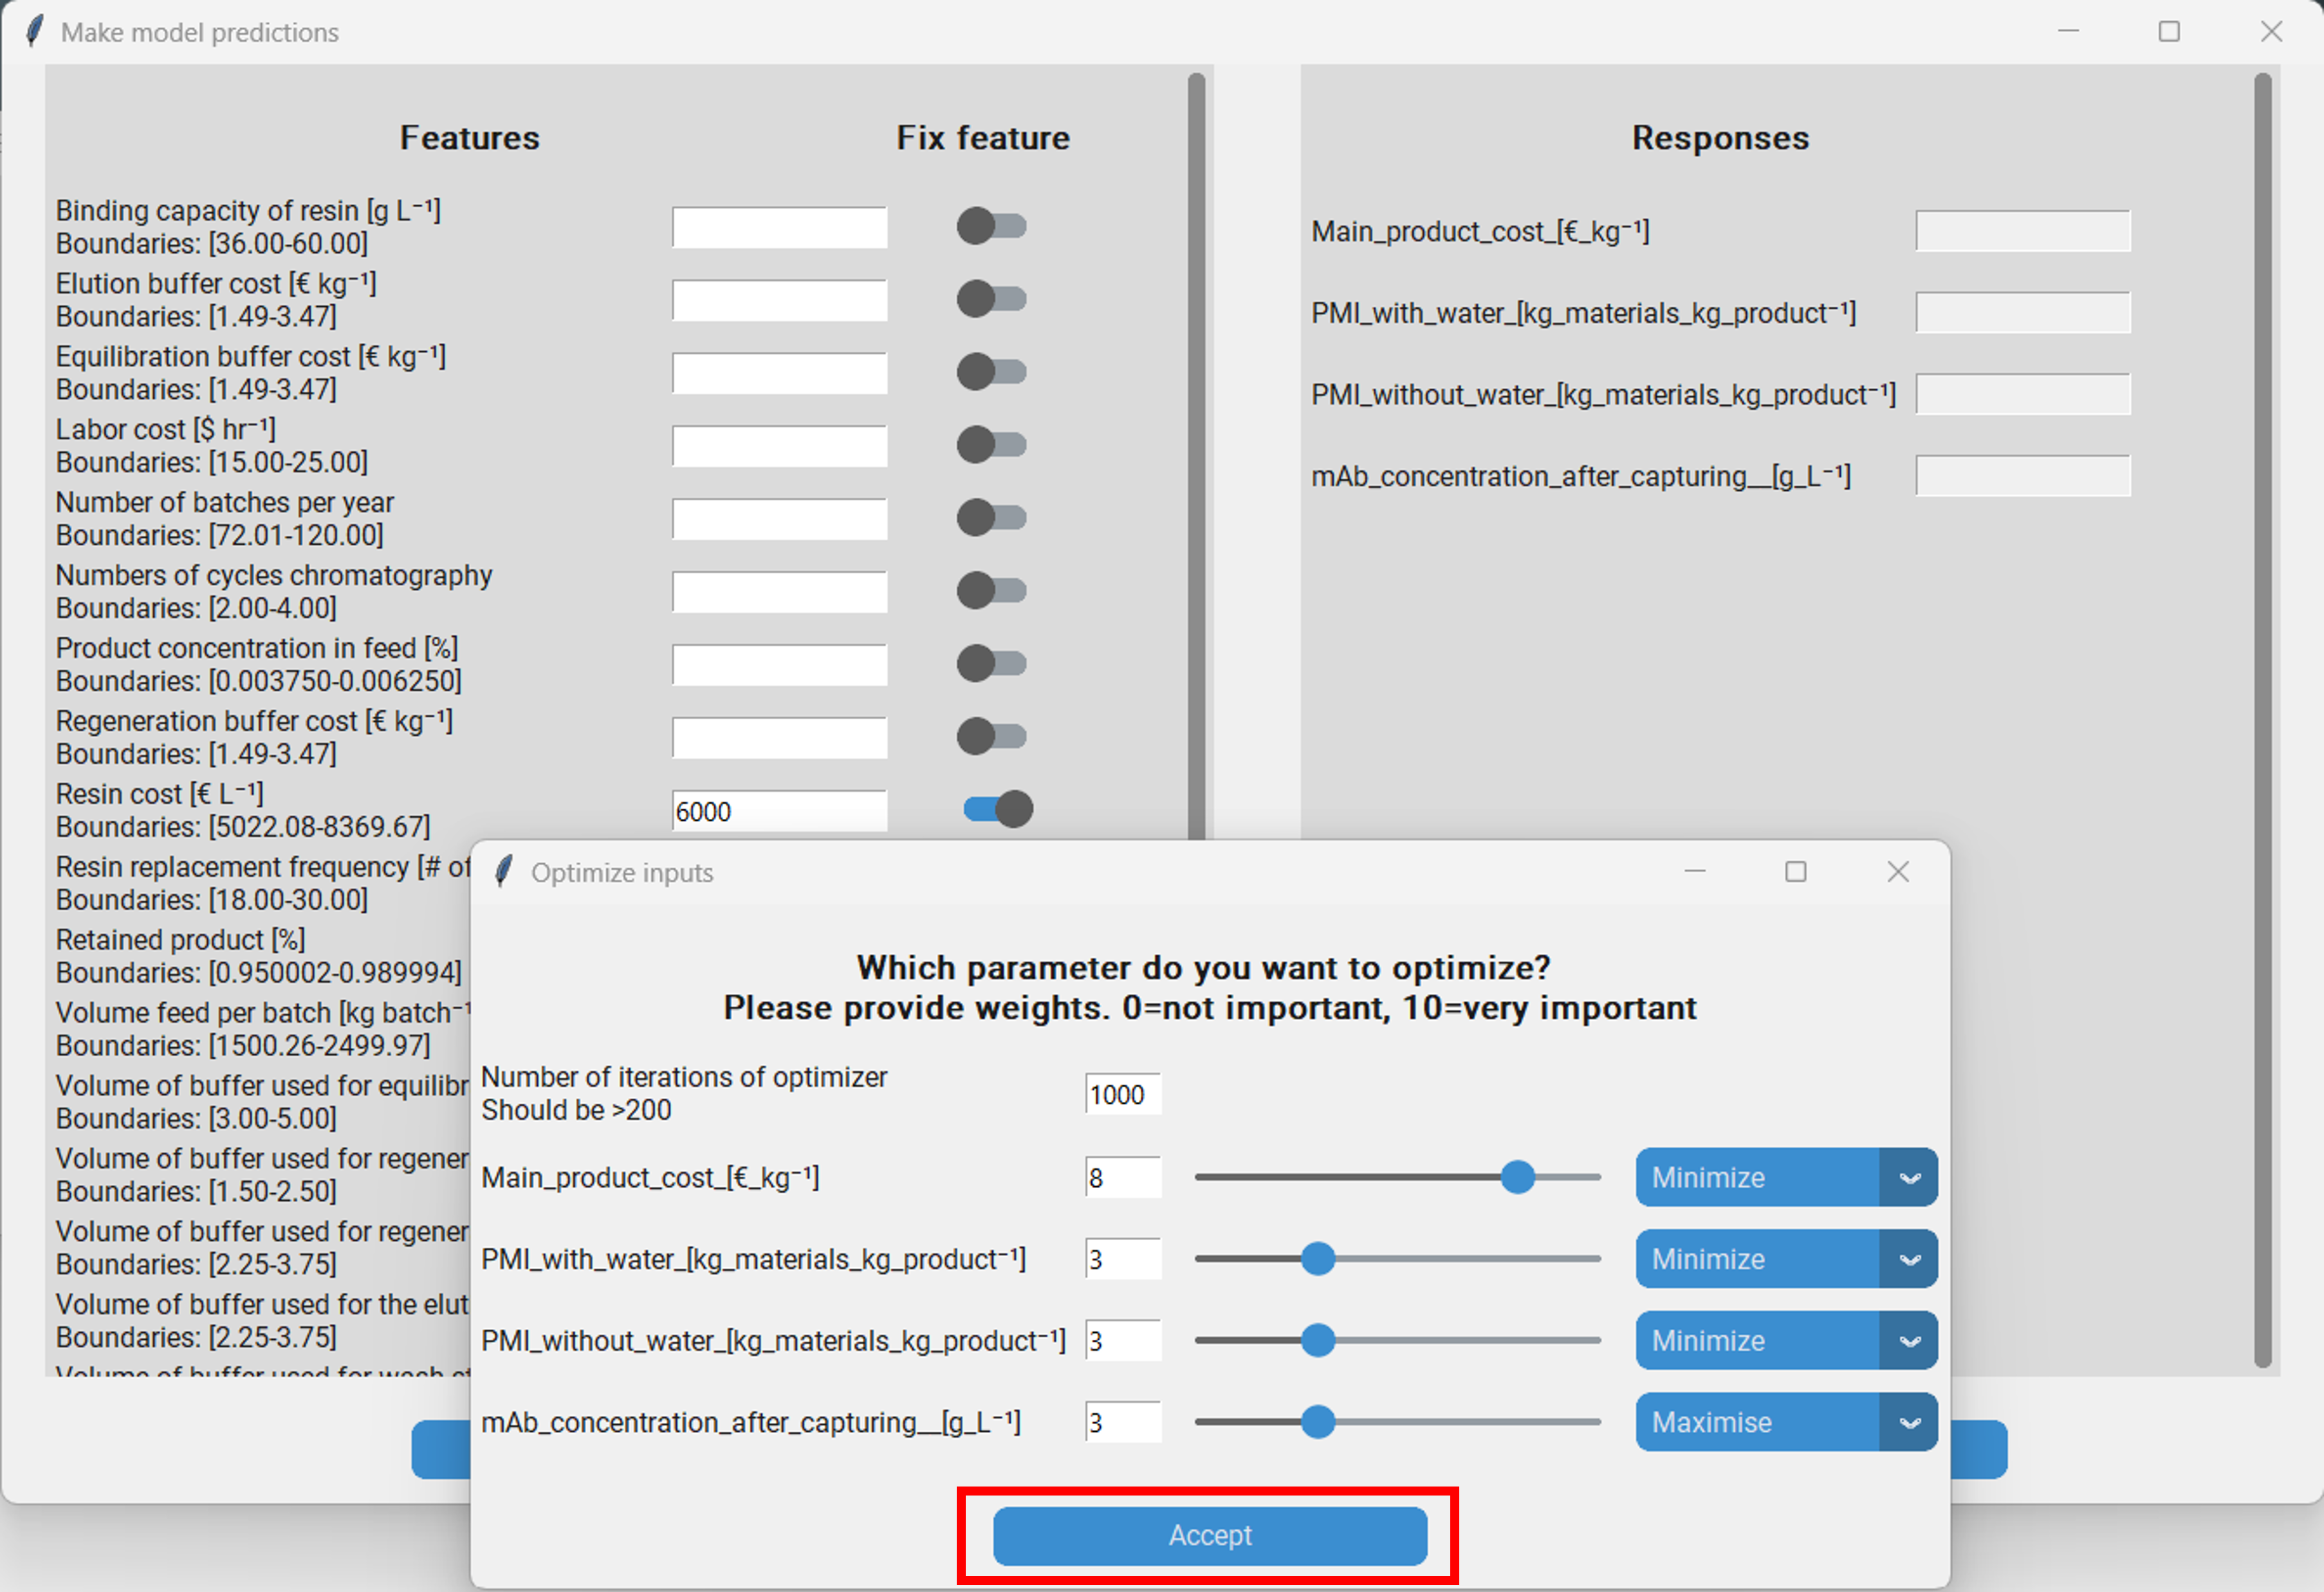 Make model predictions
Features
Fix feature
Binding capacity of resin [g L⁻¹]
Boundaries: [36.00-60.00]
Elution buffer cost [€ kg⁻¹]
Boundaries: [1.49-3.47]
Equilibration buffer cost [€ kg⁻¹]
Boundaries: [1.49-3.47]
Labor cost [$ hr⁻¹]
Boundaries: [15.00-25.00]
Number of batches per year
Boundaries: [72.01-120.00]
Numbers of cycles chromatography
Boundaries: [2.00-4.00]
Product concentration in feed [%]
Boundaries: [0.003750-0.006250]
Regeneration buffer cost [€ kg⁻¹]
Boundaries: [1.49-3.47]
Resin cost [€ L⁻¹]
Boundaries: [5022.08-8369.67]
6000
Resin replacement frequency [# of
Boundaries: [18.00-30.00]
Retained product [%]
Boundaries: [0.950002-0.989994]
Volume feed per batch [kg batch⁻¹
Boundaries: [1500.26-2499.97]
Volume of buffer used for equilibr
Boundaries: [3.00-5.00]
Volume of buffer used for regener
Boundaries: [1.50-2.50]
Volume of buffer used for regener
Boundaries: [2.25-3.75]
Volume of buffer used for the elut
Boundaries: [2.25-3.75]
Volume of buffer used for wash st
Responses
Main_product_cost_[€_kg⁻¹]
PMI_with_water_[kg_materials_kg_product⁻¹]
PMI_without_water_[kg_materials_kg_product⁻¹]
mAb_concentration_after_capturing__[g_L⁻¹]
Optimize inputs
Which parameter do you want to optimize?
Please provide weights. 0=not important, 10=very important
Number of iterations of optimizer
Should be >200
1000
Main_product_cost_[€_kg⁻¹] 8 Minimize
PMI_with_water_[kg_materials_kg_product⁻¹] 3 Minimize
PMI_without_water_[kg_materials_kg_product⁻¹] 3 Minimize
mAb_concentration_after_capturing__[g_L⁻¹] 3 Maximise
Accept